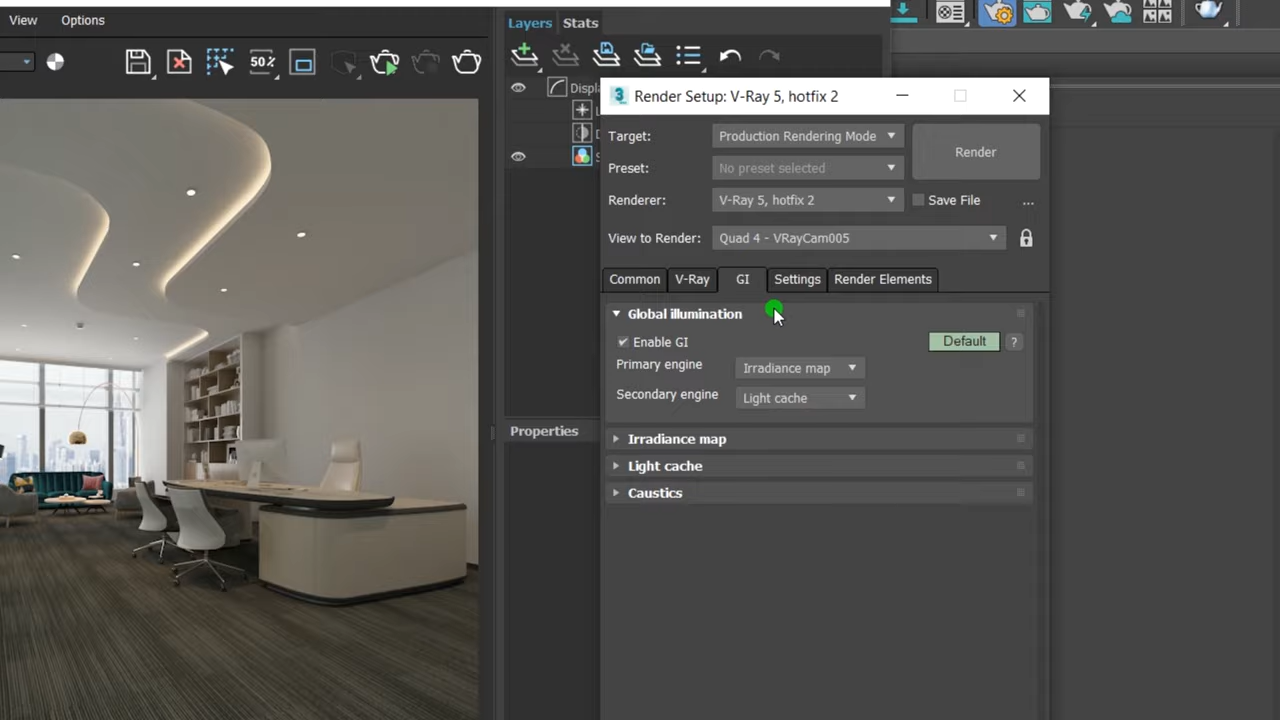 View Options
50%
Layers Stats
Displa
Properties
3 Render Setup: V-Ray 5, hotfix 2
Target: Production Rendering Mode
Render
Preset: No preset selected
Renderer: V-Ray 5, hotfix 2
Save File ...
View to Render: Quad 4 - VRayCam005
Common V-Ray GI Settings Render Elements
Global illumination
Enable GI Default ?
Primary engine Irradiance map
Secondary engine Light cache
Irradiance map
Light cache
Caustics